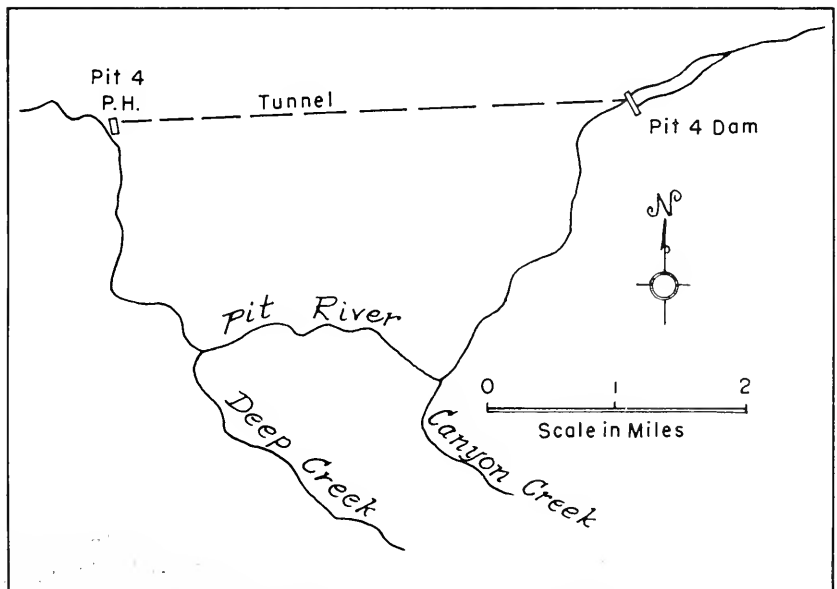 Pit 4
P.H.
Tunnel
Pit 4 Dam
N
Pit River
0 1 2
Scale in Miles
Deep Creek
Canyon Creek